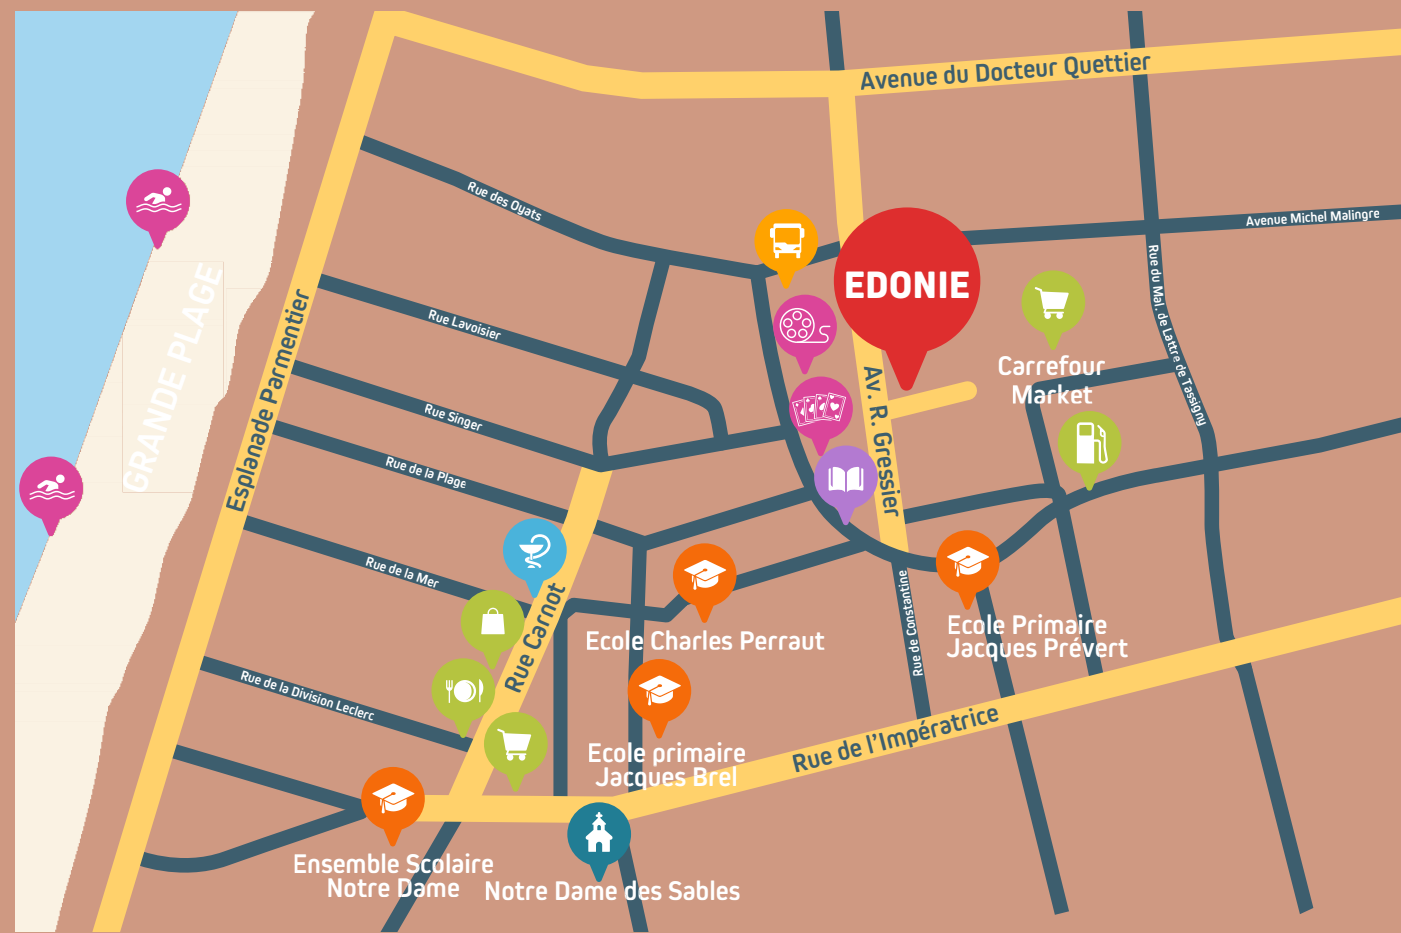 Avenue du Docteur Quettier
Rue des Oyats
Avenue Michel Malingre
EDONIE
GRANDE PLAGE
Rue du Mal. de Lattre de Tassigny
Esplanade Parmentier
Rue Lavoisier
Carrefour
Market
Av. R. Gressier
Rue Singer
Rue de la Plage
Rue de la Mer
Rue Carnot
Ecole Charles Perraut
Rue de Constantine
Ecole Primaire
Jacques Prévert
Rue de la Division Leclerc
Ecole primaire
Jacques Brel
Rue de l'Impératrice
Ensemble Scolaire
Notre Dame
Notre Dame des Sables